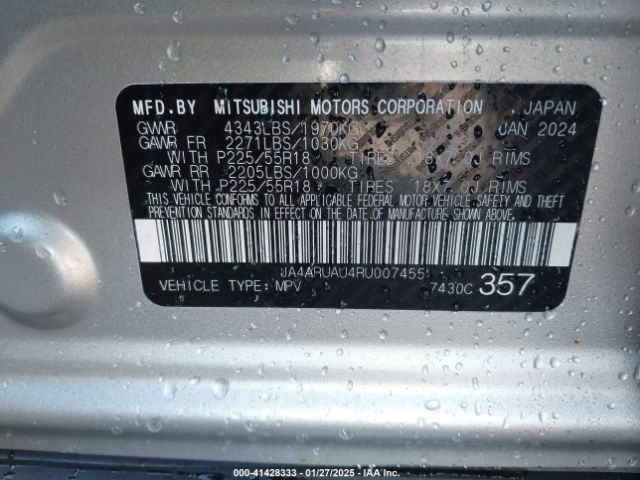 MFD.BY MITSUBISHI MOTORS CORPORATION JAPAN
GVWR 4343LBS/1970KG JAN 2024
GAWR FR 2271LBS/1030KG
WITH P225/55R18 TIRES 18X7.0J RIMS
GAWR RR 2205LBS/1000KG
WITH P225/55R18 TIRES 18X7.0J RIMS
THIS VEHICLE CONFORMS TO ALL APPLICABLE FEDERAL MOTOR VEHICLE SAFETY AND THEFT
PREVENTION STANDARDS IN EFFECT ON THE DATE OF MANUFACTURE SHOWN ABOVE.
JA4ARUAU4RU007455
VEHICLE TYPE: MPV 7430C 357
000-41428333 — 01/27/2025 — IAA Inc.